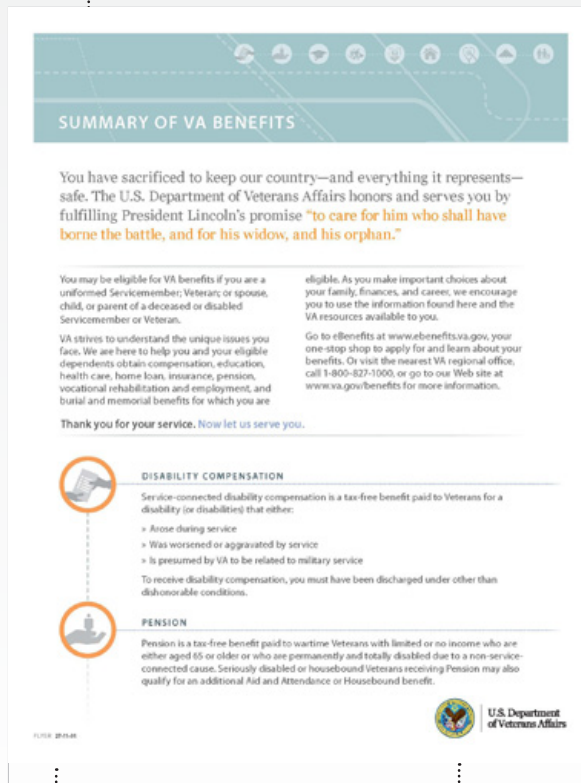 SUMMARY OF VA BENEFITS
You have sacrificed to keep our country—and everything it represents—
safe. The U.S. Department of Veterans Affairs honors and serves you by
fulfilling President Lincoln's promise "to care for him who shall have
borne the battle, and for his widow, and his orphan."
You may be eligible for VA benefits if you are a
uniformed Servicemember; Veteran; or spouse,
child, or parent of a deceased or disabled
Servicemember or Veteran.
VA strives to understand the unique issues you
face. We are here to help you and your eligible
dependents obtain compensation, education,
health care, home loan, insurance, pension,
vocational rehabilitation and employment, and
burial and memorial benefits for which you are
eligible. As you make important choices about
your family, finances, and career, we encourage
you to use the information found here and the
VA resources available to you.
Go to eBenefits at www.ebenefits.va.gov, your
one-stop shop to apply for and learn about your
benefits. Or visit the nearest VA regional office,
call 1-800-827-1000, or go to our Web site at
www.va.gov/benefits for more information.
Thank you for your service. Now let us serve you.
DISABILITY COMPENSATION
Service-connected disability compensation is a tax-free benefit paid to Veterans for a
disability (or disabilities) that either:
» Arose during service
» Was worsened or aggravated by service
» Is presumed by VA to be related to military service
To receive disability compensation, you must have been discharged under other than
dishonorable conditions.
PENSION
Pension is a tax-free benefit paid to wartime Veterans with limited or no income who are
either aged 65 or older or who are permanently and totally disabled due to a non-service-
connected cause. Seriously disabled or housebound Veterans receiving Pension may also
qualify for an additional Aid and Attendance or Housebound benefit.
U.S. Department
of Veterans Affairs